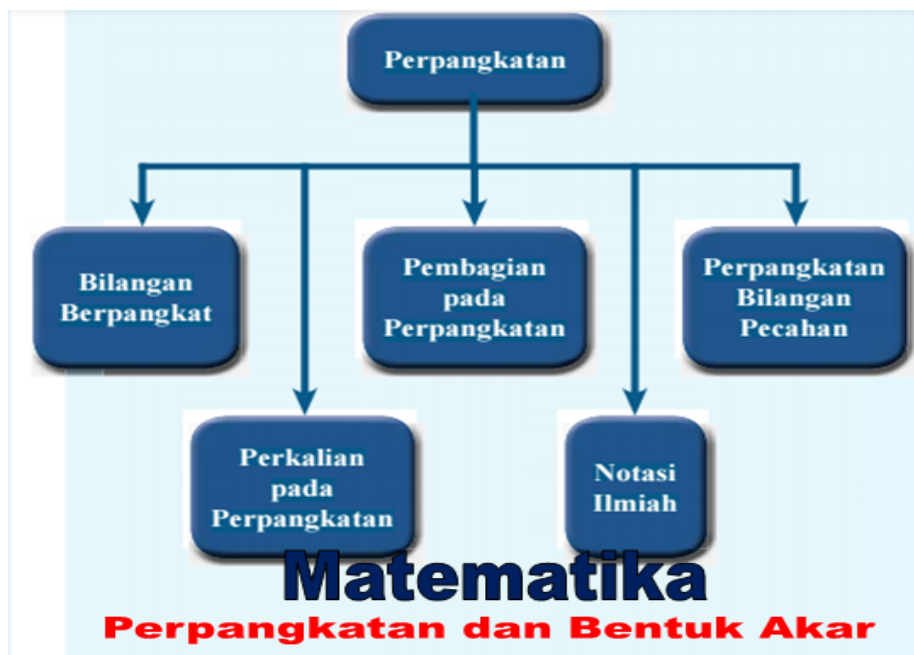 Perpangkatan
Bilangan
Berpangkat
Pembagian
pada
Perpangkatan
Perpangkatan
Bilangan
Pecahan
Perkalian
pada
Perpangkatan
Notasi
Ilmiah
Matematika
Perpangkatan dan Bentuk Akar